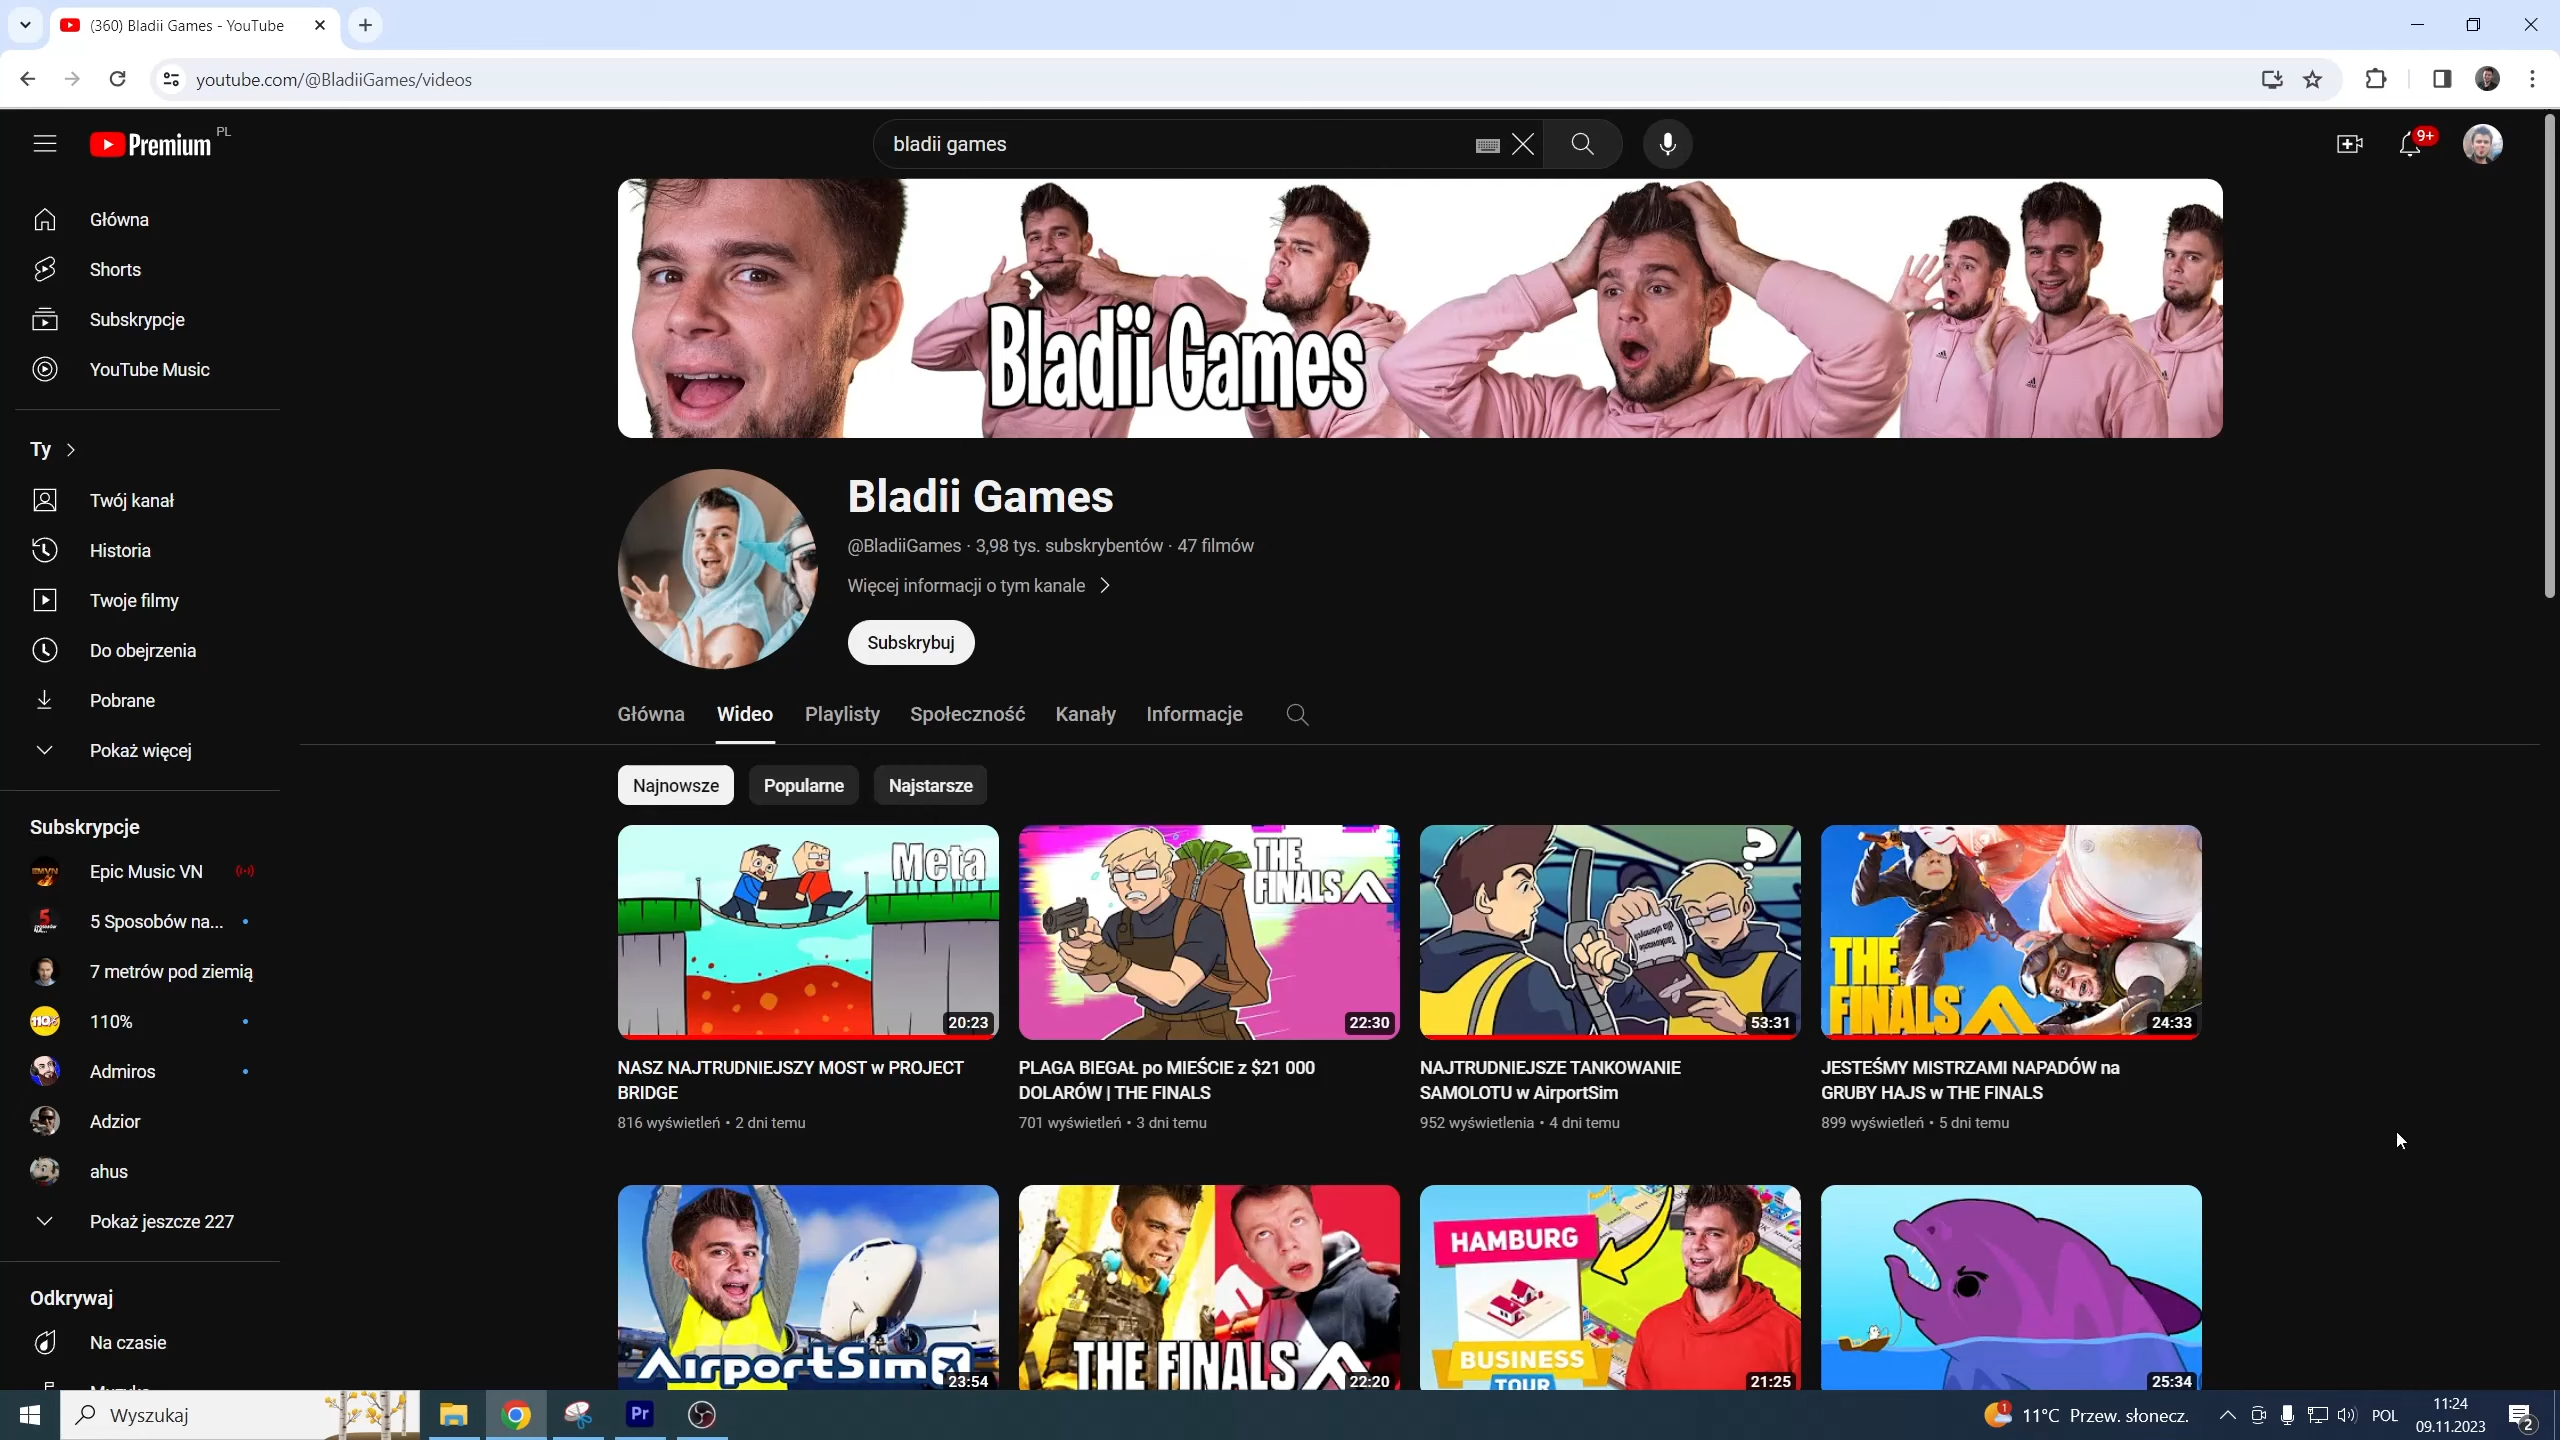 (360) Bladii Games - YouTube
youtube.com/@BladiiGames/videos
Premium PL
bladii games
9+
Główna
Shorts
Subskrypcje
YouTube Music
Ty
Twój kanał
Historia
Twoje filmy
Do obejrzenia
Pobrane
Pokaż więcej
Subskrypcje
Epic Music VN
5 Sposobów na...
7 metrów pod ziemią
110%
Admiros
Adzior
ahus
Pokaż jeszcze 227
Odkrywaj
Na czasie
Bladii Games
Bladii Games
@BladiiGames · 3,98 tys. subskrybentów · 47 filmów
Więcej informacji o tym kanale
Subskrybuj
Główna Wideo Playlisty Społeczność Kanały Informacje
Najnowsze Popularne Najstarsze
Meta
20:23
NASZ NAJTRUDNIEJSZY MOST w PROJECT
BRIDGE
816 wyświetleń • 2 dni temu
THE
FINALS
22:30
PLAGA BIEGAŁ po MIEŚCIE z $21 000
DOLARÓW | THE FINALS
701 wyświetleń • 3 dni temu
?
Tankowanie
dla ułomnych
53:31
NAJTRUDNIEJSZE TANKOWANIE
SAMOLOTU w AirportSim
952 wyświetlenia • 4 dni temu
THE
FINALS
24:33
JESTEŚMY MISTRZAMI NAPADÓW na
GRUBY HAJS w THE FINALS
899 wyświetleń • 5 dni temu
AirportSim
23:54
THE FINALS
22:20
HAMBURG
BUSINESS
TOUR
21:25
25:34
Wyszukaj
Pr
1
11°C Przew. słonecz.
POL
11:24
09.11.2023
2